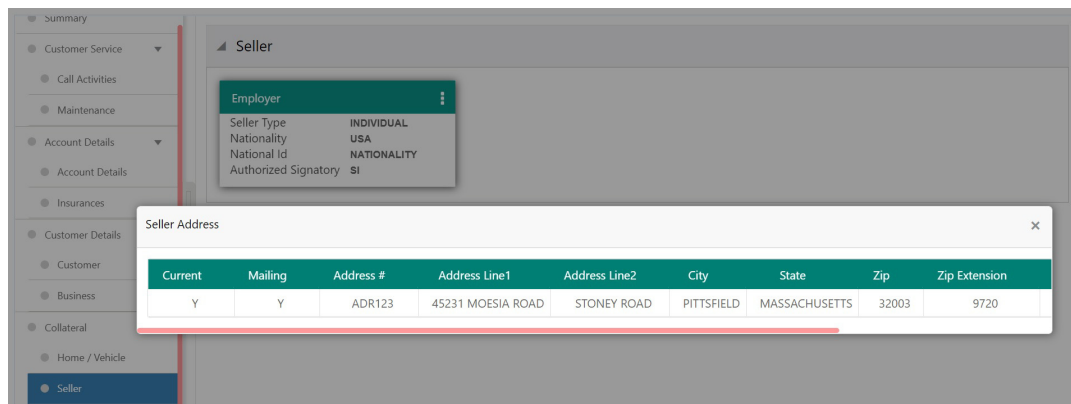 Summary
Customer Service
Call Activities
Maintenance
Account Details
Account Details
Insurances
Customer Details
Customer
Business
Collateral
Home / Vehicle
Seller
Seller
Employer
Seller Type INDIVIDUAL
Nationality USA
National Id NATIONALITY
Authorized Signatory SI
Seller Address ×
Current Mailing Address # Address Line1 Address Line2 City State Zip Zip Extension
Y Y ADR123 45231 MOESIA ROAD STONEY ROAD PITTSFIELD MASSACHUSETTS 32003 9720